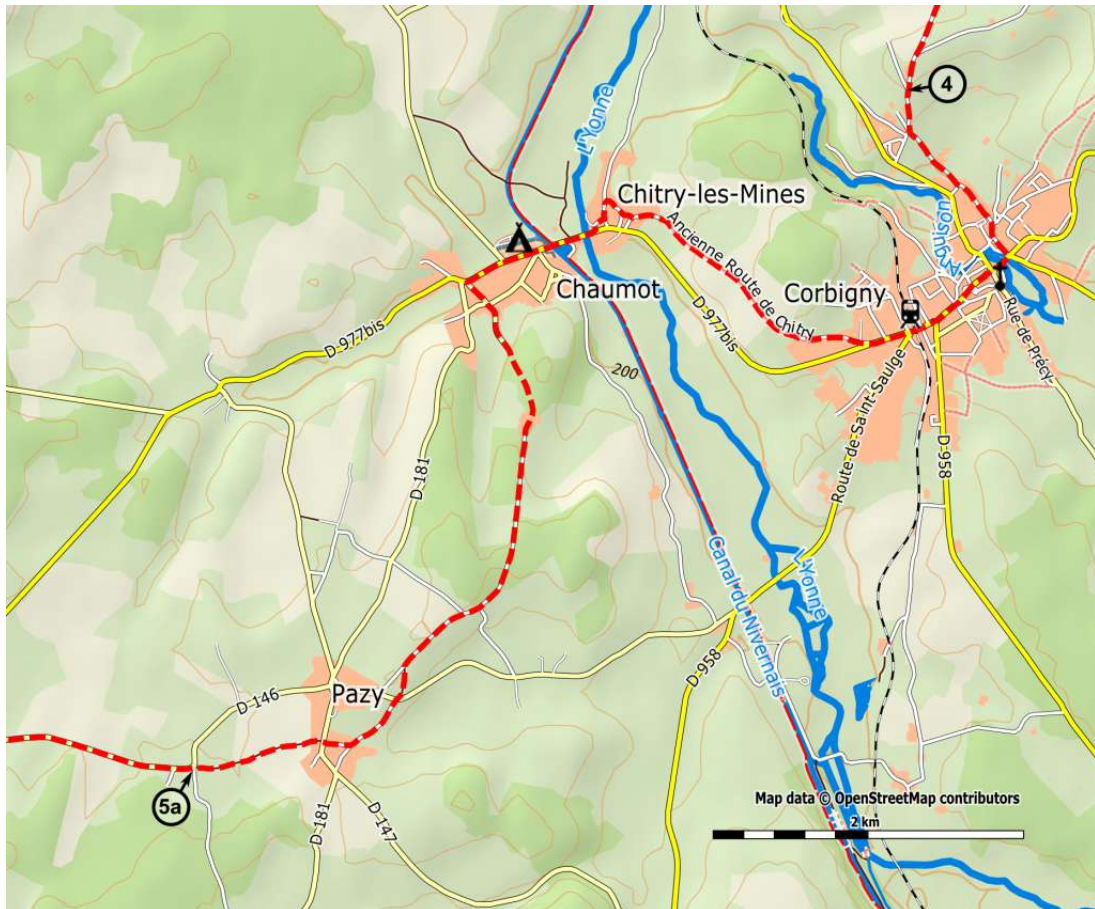 4
L'Yonne
Chitry-les-Mines
Ancienne Route de Chitry
Anguison
Chaumot
Corbigny
D-977bis
D-977bis
Rue-de-Précy
200
Route-de-Saint-Saulge
D-958
D-181
L'Yonne
Canal du Nivernais
D-958
Pazy
D-146
5a
D-181
D-147
Map data © OpenStreetMap contributors
2 km